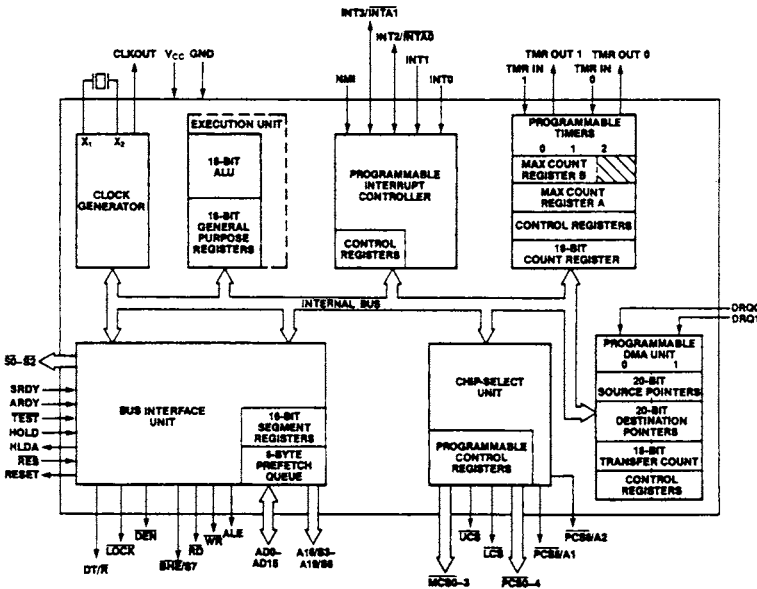 INT3/INTA1
INT2/INTA0
INT1
NMI
INT0
CLKOUT VCC GND
TMR OUT 1 TMR OUT 0
TMR IN 1
TMR IN 0
X1 X2
CLOCK
GENERATOR
EXECUTION UNIT
16-BIT
ALU
16-BIT
GENERAL
PURPOSE
REGISTERS
PROGRAMMABLE
INTERRUPT
CONTROLLER
CONTROL
REGISTERS
PROGRAMMABLE
TIMERS
0 1 2
MAX COUNT
REGISTER B
MAX COUNT
REGISTER A
CONTROL REGISTERS
16-BIT
COUNT REGISTER
INTERNAL BUS
DRQ0
DRQ1
S0-S2
SRDY
ARDY
TEST
HOLD
HLDA
RES
RESET
BUS INTERFACE
UNIT
16-BIT
SEGMENT
REGISTERS
6-BYTE
PREFETCH
QUEUE
CHIP-SELECT
UNIT
PROGRAMMABLE
CONTROL
REGISTERS
PROGRAMMABLE
DMA UNIT
0 1
20-BIT
SOURCE POINTERS
20-BIT
DESTINATION
POINTERS
16-BIT
TRANSFER COUNT
CONTROL
REGISTERS
DT/R
LOCK
DEN
BHE/S7
RD
WR
ALE
AD0-
AD15
A16/S3-
A19/S6
MCS0-3
UCS
LCS
PCS0-4
PCS5/A1
PCS6/A2